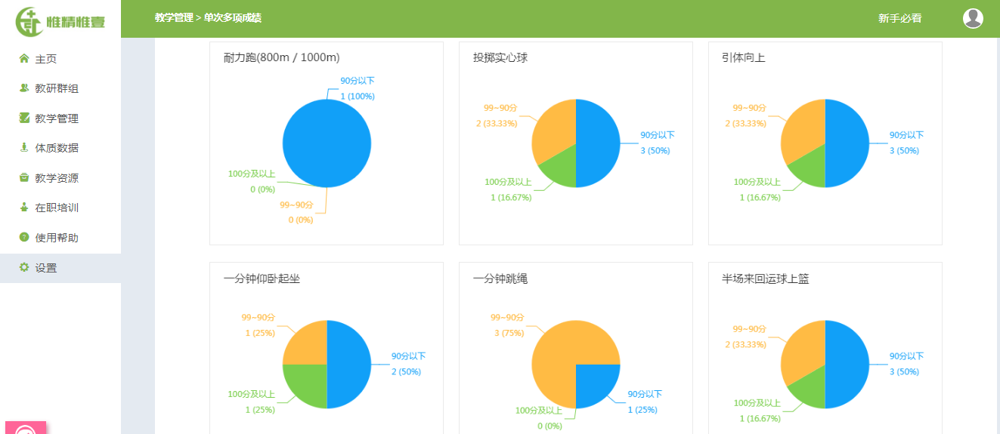 惟精惟壹
教学管理 > 单次多项成绩
新手必看
主页
教研群组
教学管理
体质数据
教学资源
在职培训
使用帮助
设置
耐力跑(800m / 1000m)
90分以下
1 (100%)
100分及以上
0 (0%)
99~90分
0 (0%)
投掷实心球
99~90分
2 (33.33%)
90分以下
3 (50%)
100分及以上
1 (16.67%)
引体向上
99~90分
2 (33.33%)
90分以下
3 (50%)
100分及以上
1 (16.67%)
一分钟仰卧起坐
99~90分
1 (25%)
90分以下
2 (50%)
100分及以上
1 (25%)
一分钟跳绳
99~90分
3 (75%)
90分以下
1 (25%)
100分及以上
0 (0%)
半场来回运球上篮
99~90分
2 (33.33%)
90分以下
3 (50%)
100分及以上
1 (16.67%)